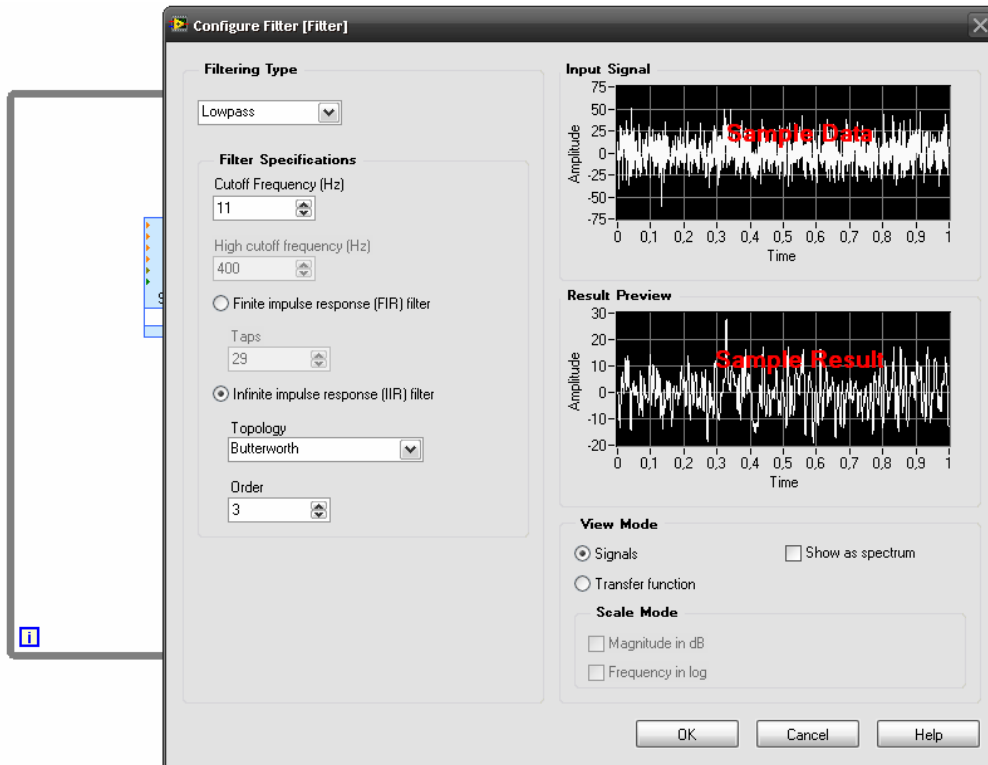 Configure Filter [Filter]
Filtering Type
Lowpass
Filter Specifications
Cutoff Frequency (Hz)
11
High cutoff frequency (Hz)
400
Finite impulse response (FIR) filter
Taps
29
Infinite impulse response (IIR) filter
Topology
Butterworth
Order
3
Input Signal
Sample Data
Amplitude
75
50
25
0
-25
-50
-75
0 0,1 0,2 0,3 0,4 0,5 0,6 0,7 0,8 0,9 1
Time
Result Preview
Sample Result
Amplitude
30
20
10
0
-10
-20
0 0,1 0,2 0,3 0,4 0,5 0,6 0,7 0,8 0,9 1
Time
View Mode
Signals
Show as spectrum
Transfer function
Scale Mode
Magnitude in dB
Frequency in log
OK Cancel Help
i